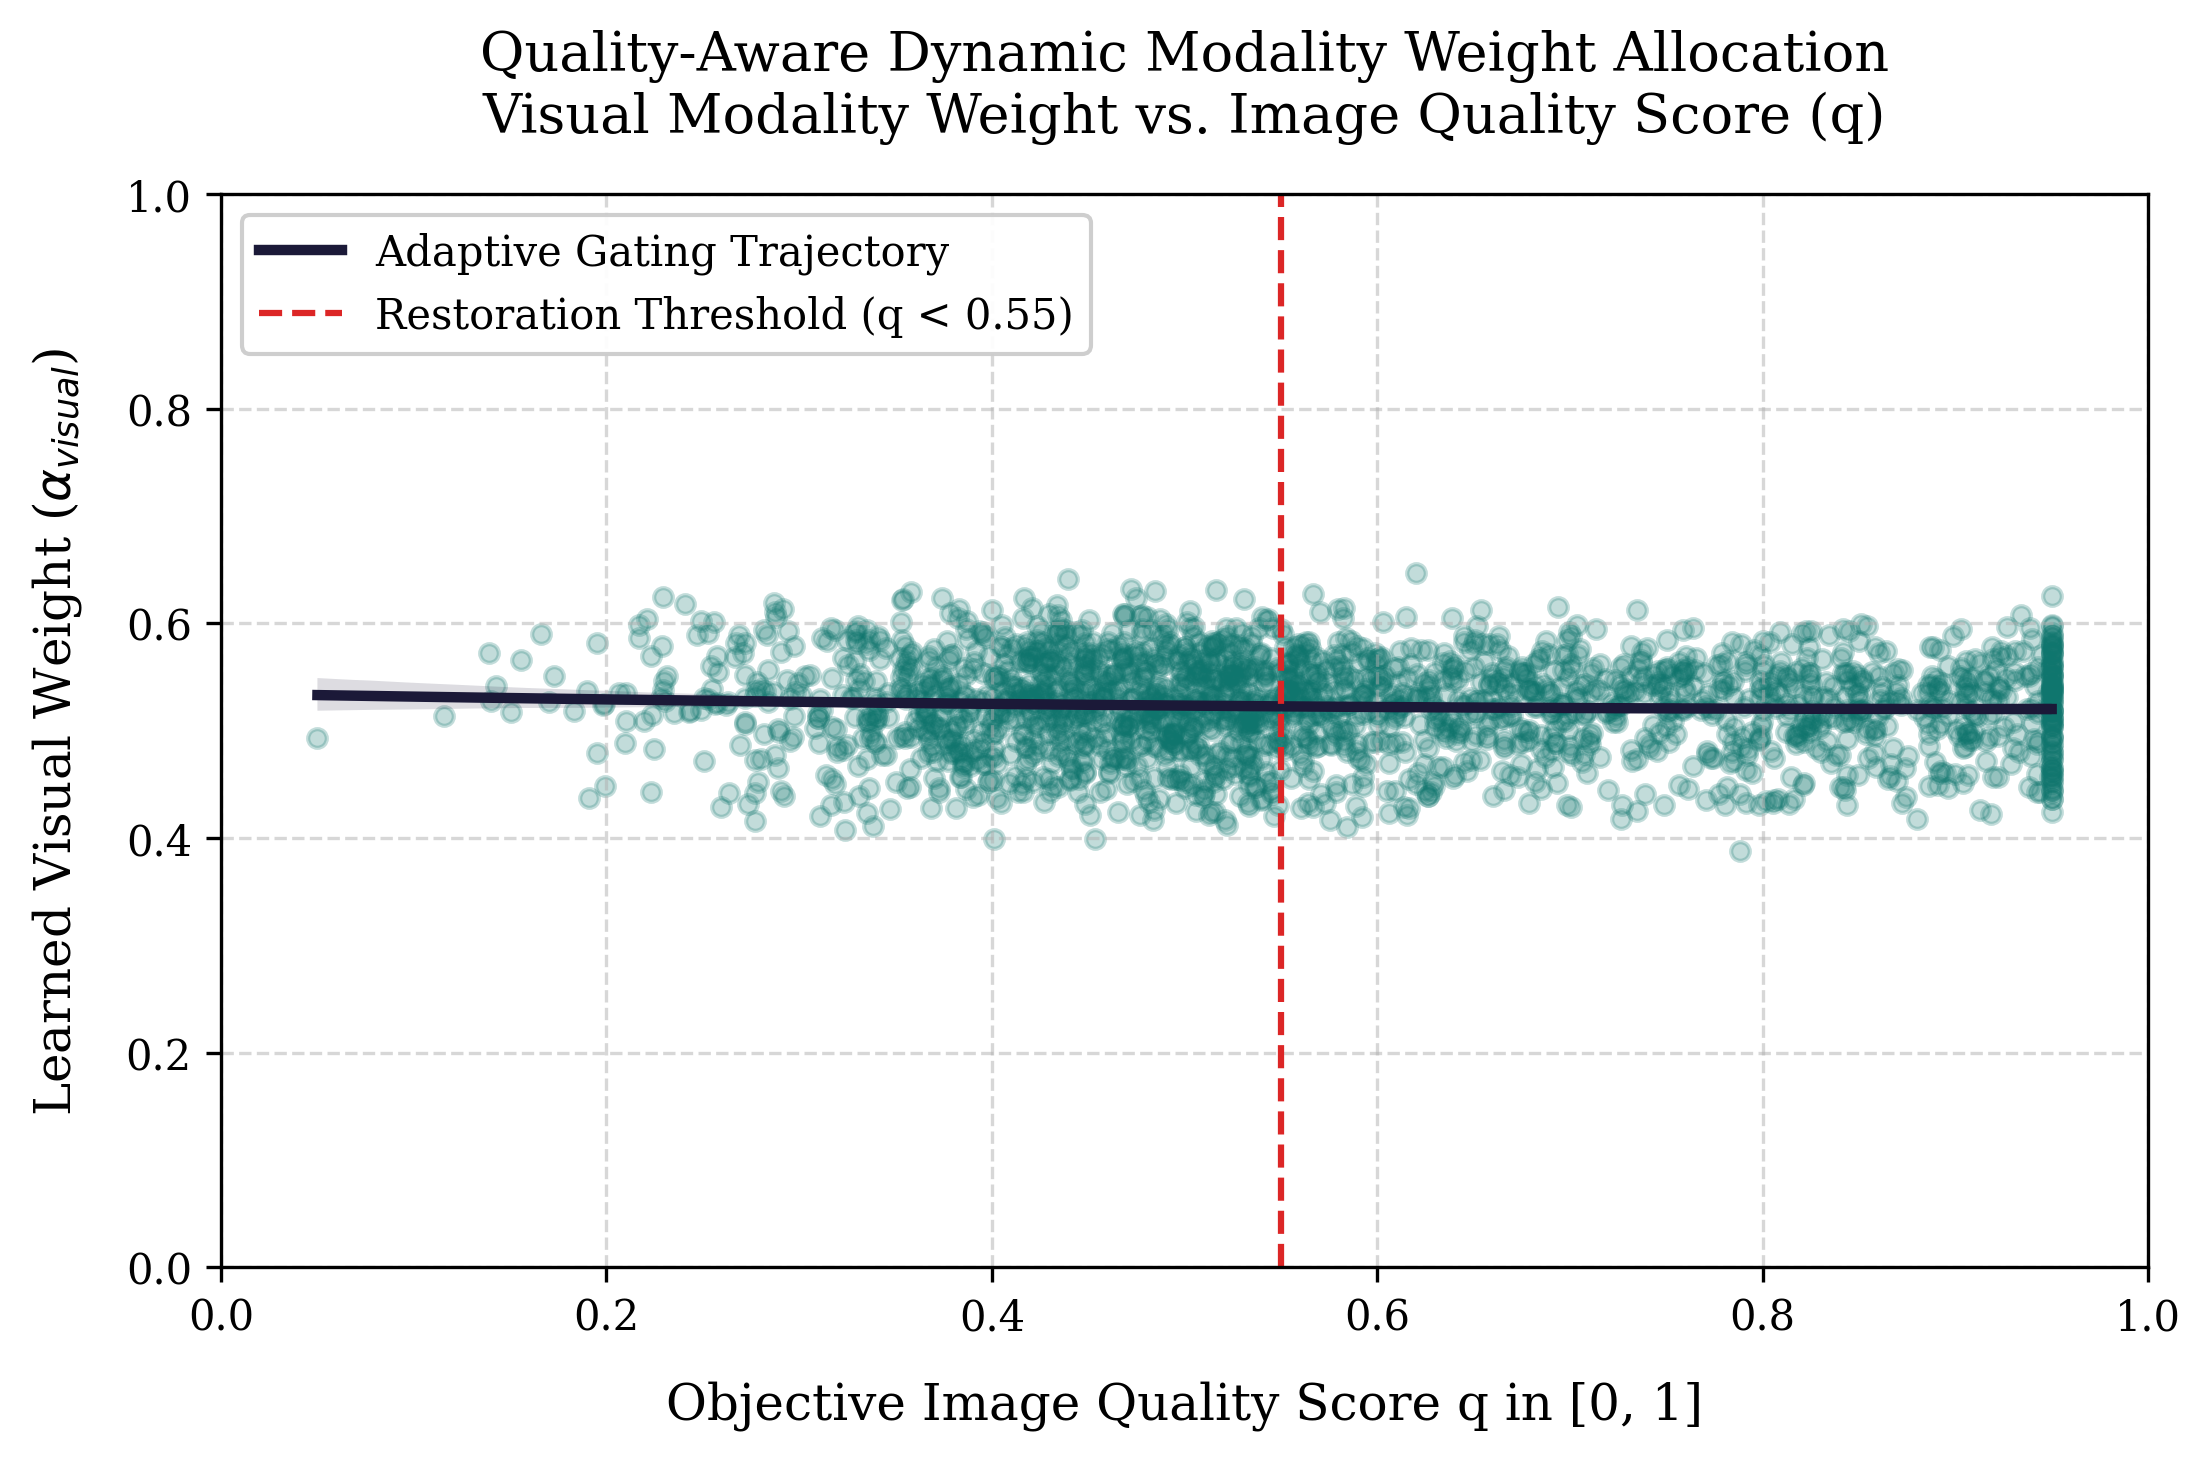 Quality-Aware Dynamic Modality Weight Allocation
Visual Modality Weight vs. Image Quality Score (q)
Adaptive Gating Trajectory
Restoration Threshold (q < 0.55)
Learned Visual Weight (α_visual)
1.0
0.8
0.6
0.4
0.2
0.0
0.0 0.2 0.4 0.6 0.8 1.0
Objective Image Quality Score q in [0, 1]